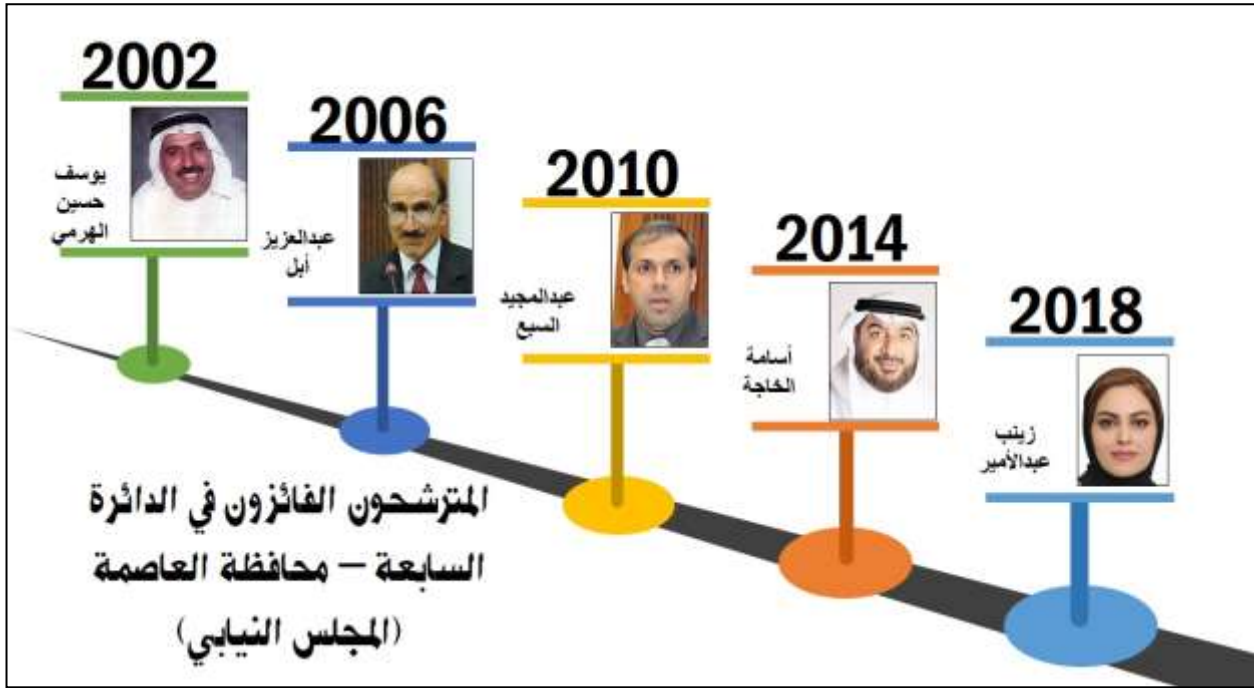 2002
يوسف
حسين
الهرمي
2006
عبدالعزيز
أبل
2010
عبدالمجيد
السبع
2014
أسامة
الخاجة
2018
زينب
عبدالأمير
المترشحون الفائزون في الدائرة
السابعة – محافظة العاصمة
(المجلس النيابي)